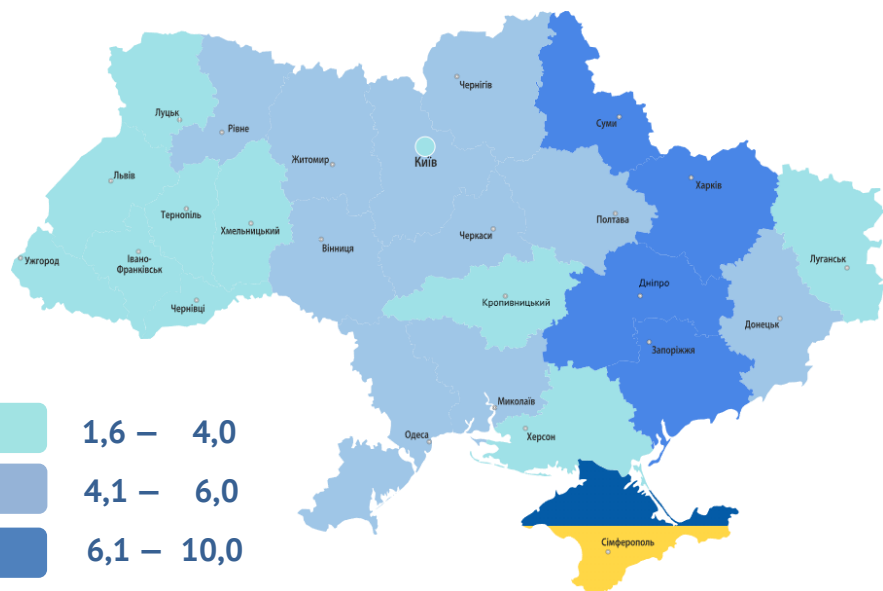 Чернігів
Луцьк
Суми
Рівне
Житомир
Київ
Львів
Харків
Тернопіль
Полтава
Хмельницький
Черкаси
Вінниця
Ужгород
Івано-
Франківськ
Луганськ
Дніпро
Чернівці
Кропивницький
Донецьк
Запоріжжя
Миколаїв
Одеса
Херсон
1,6 – 4,0
4,1 – 6,0
6,1 – 10,0
Сімферополь